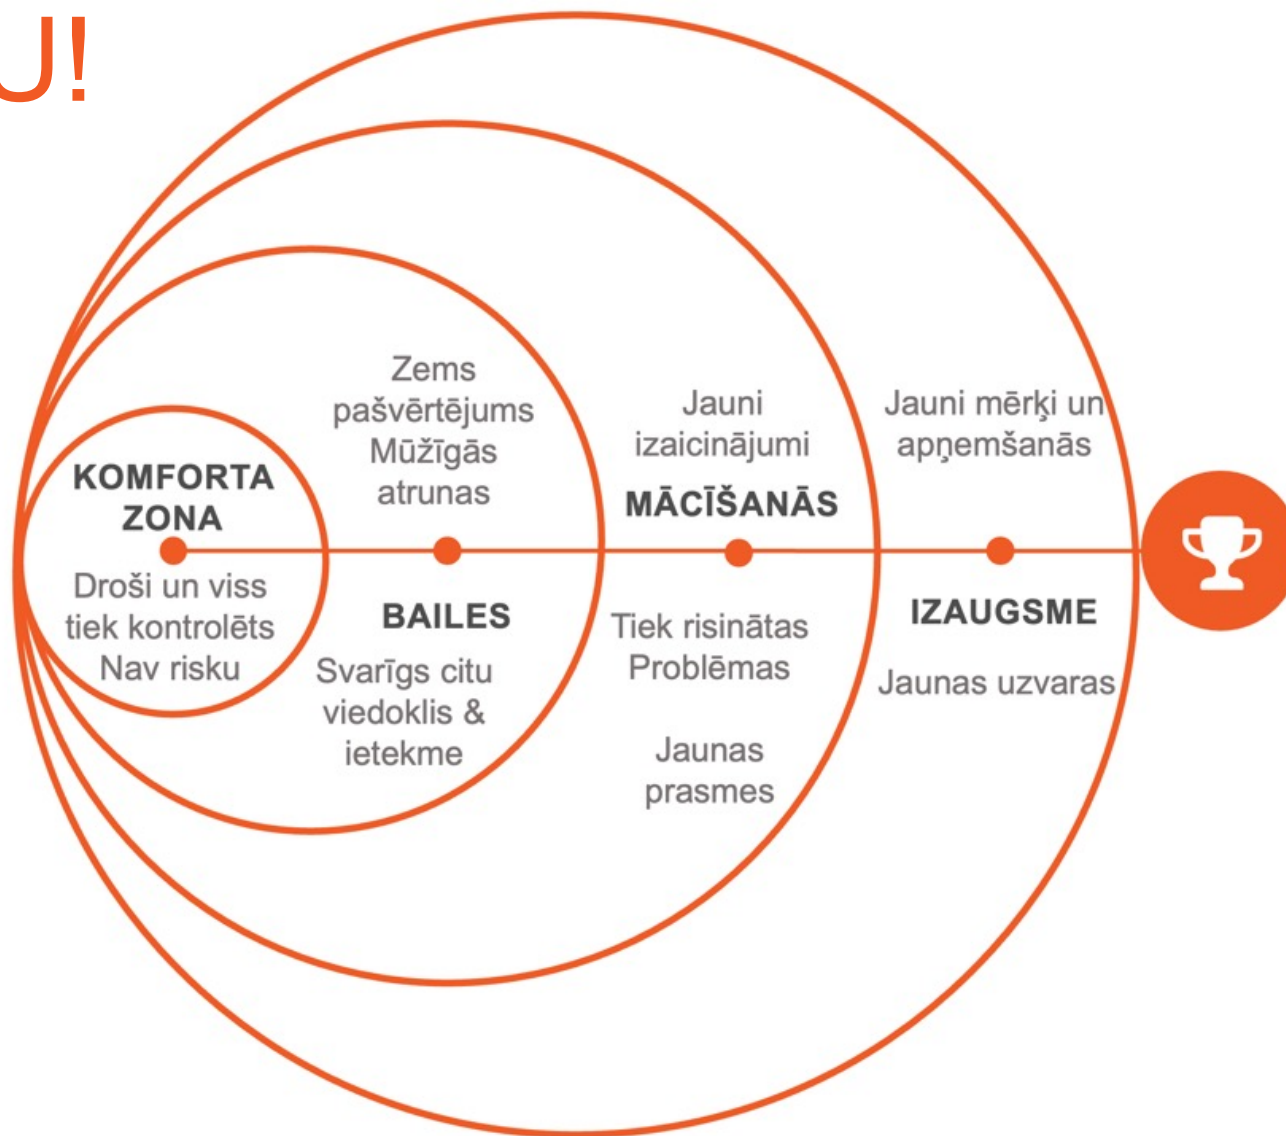 U!
KOMFORTA
ZONA
Droši un viss
tiek kontrolēts
Nav risku
Zems
pašvērtējums
Mūžīgās
atrunas
BAILES
Svarīgs citu
viedoklis &
ietekme
Jauni
izaicinājumi
MĀCĪŠANĀS
Tiek risinātas
Problēmas
Jaunas
prasmes
Jauni mērķi un
apņemšanās
IZAUGSME
Jaunas uzvaras